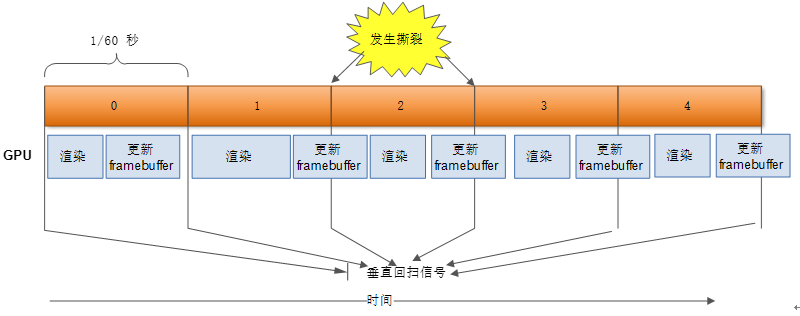 1/60 秒
发生撕裂
0 1 2 3 4
GPU
渲染
更新
framebuffer
渲染
更新
framebuffer
渲染
更新
framebuffer
渲染
更新
framebuffer
渲染
更新
framebuffer
垂直回扫信号
时间